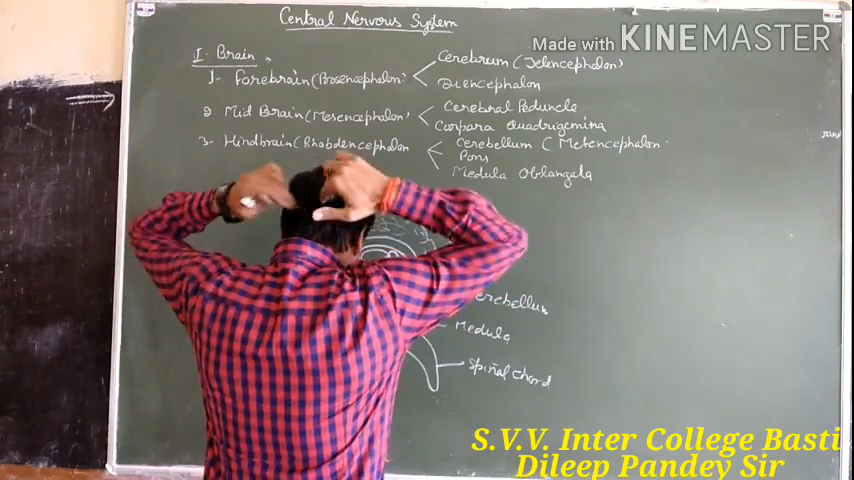 Central Nervous System
Made with KINEMASTER
I. Brain,
1- Forebrain (Prosencephalon)
Cerebrum (Telencephalon)
Diencephalon
2. Mid Brain (Mesencephalon)
Cerebral Peduncle
Corpora Quadrigemina
3- Hindbrain (Rhobdencephalon
Cerebellum (Metencephalon.
Pons
Medula Oblangata
erebellum
Medula
Spinal chord
S.V.V. Inter College Basti
Dileep Pandey Sir